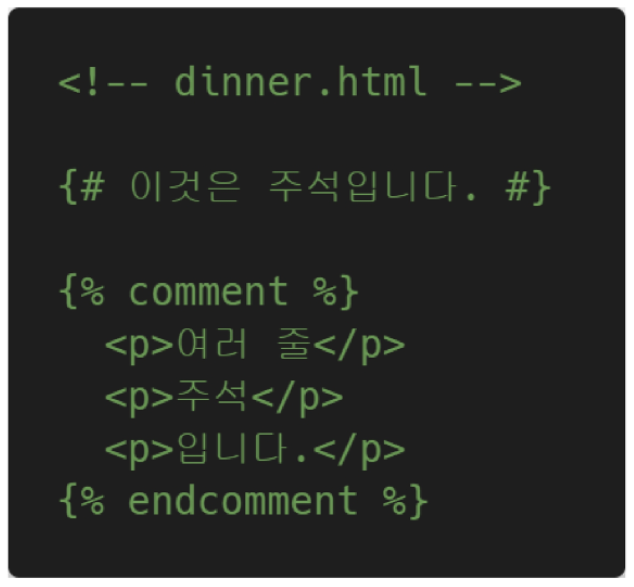 <!-- dinner.html -->
{# 이것은 주석입니다. #}
{% comment %}
<p>여러 줄</p>
<p>주석</p>
<p>입니다.</p>
{% endcomment %}